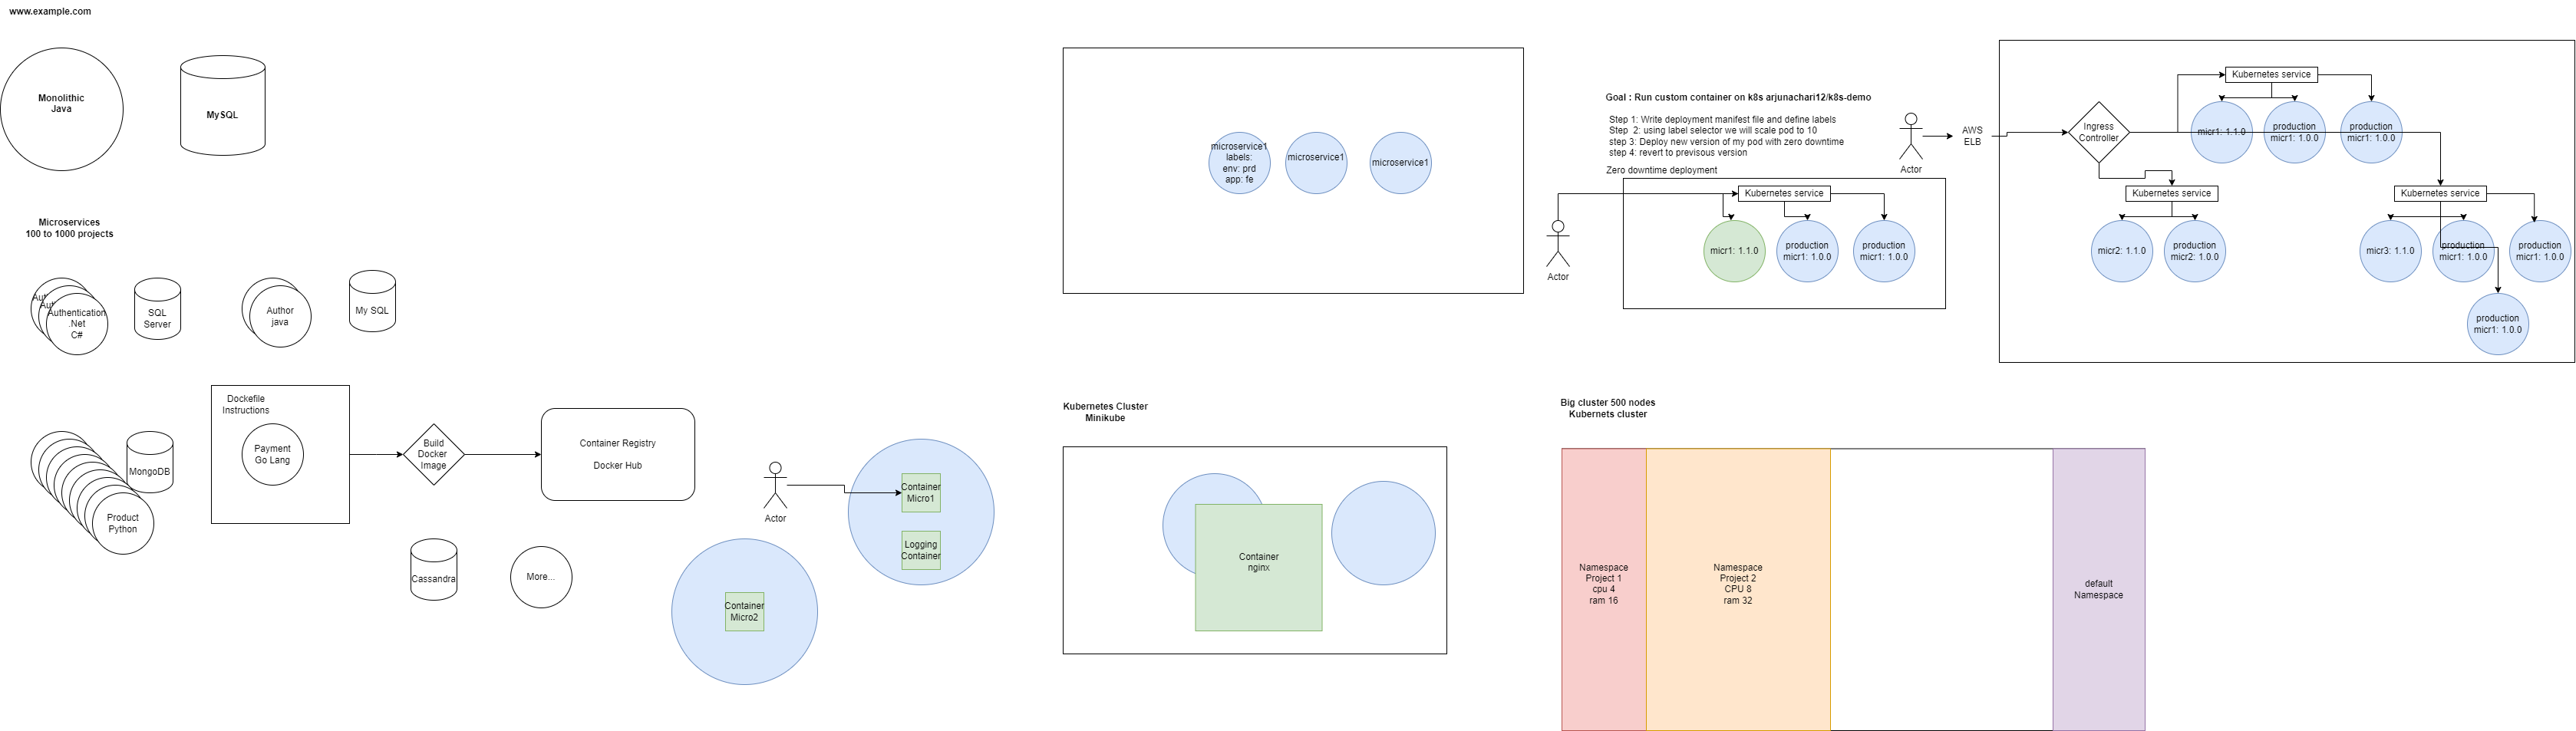 www.example.com
Monolithic
Java
MySQL
Microservices
100 to 1000 projects
Aut
Aut
Authentication
.Net
C#
SQL
Server
Author
java
My SQL
Dockefile
Instructions
Payment
Go Lang
MongoDB
Product
Python
Build
Docker
Image
Container Registry
Docker Hub
Cassandra
More...
Actor
Container
Micro1
Logging
Container
Container
Micro2
microservice1
labels:
env: prd
app: fe
microservice1
microservice1
Kubernetes Cluster
Minikube
Container
nginx
Goal : Run custom container on k8s arjunachari12/k8s-demo
Step 1: Write deployment manifest file and define labels
Step  2: using label selector we will scale pod to 10
step 3: Deploy new version of my pod with zero downtime
step 4: revert to previsous version
Zero downtime deployment
Actor
Kubernetes service
micr1: 1.1.0
production
micr1: 1.0.0
production
micr1: 1.0.0
Actor
AWS
ELB
Ingress
Controller
Kubernetes service
micr1: 1.1.0
production
micr1: 1.0.0
production
micr1: 1.0.0
Kubernetes service
micr2: 1.1.0
production
micr2: 1.0.0
Kubernetes service
micr3: 1.1.0
production
micr1: 1.0.0
production
micr1: 1.0.0
production
micr1: 1.0.0
Big cluster 500 nodes
Kubernets cluster
Namespace
Project 1
cpu 4
ram 16
Namespace
Project 2
CPU 8
ram 32
default
Namespace